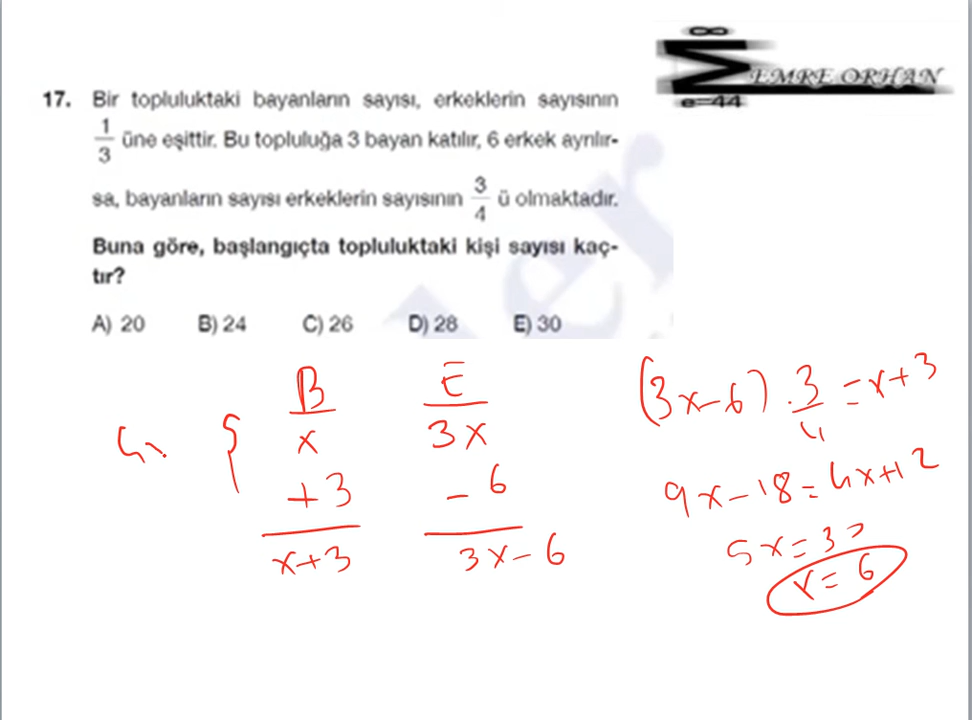 ∞
Σ EMRE ORHAN
e=44
17. Bir topluluktaki bayanların sayısı, erkeklerin sayısının
1/3 üne eşittir. Bu topluluğa 3 bayan katılır, 6 erkek ayrılır-
sa, bayanların sayısı erkeklerin sayısının 3/4 ü olmaktadır.
Buna göre, başlangıçta topluluktaki kişi sayısı kaç-
tır?
A) 20 B) 24 C) 26 D) 28 E) 30
B E
4x { x 3x
+3 -6
x+3 3x-6
(3x-6) . 3/4 = x+3
9x-18=4x+12
5x=30
x=6